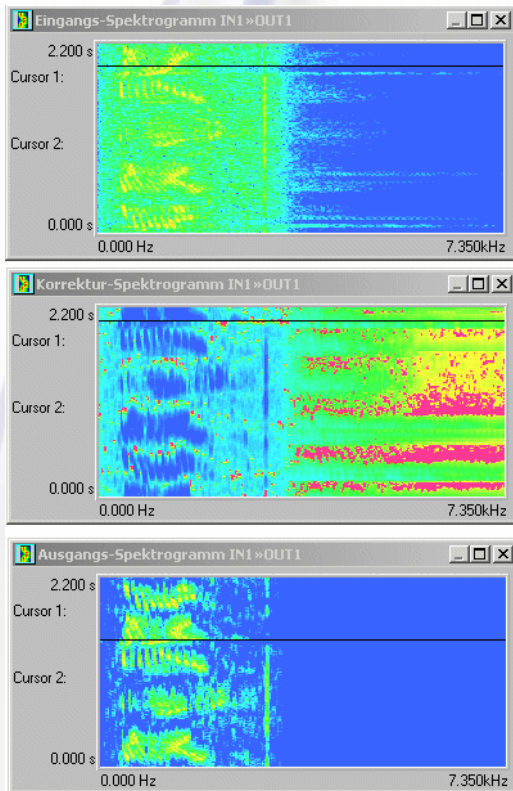 Eingangs-Spektrogramm IN1»OUT1
2.200 s
Cursor 1:
Cursor 2:
0.000 s
0.000 Hz 7.350kHz
Korrektur-Spektrogramm IN1»OUT1
2.200 s
Cursor 1:
Cursor 2:
0.000 s
0.000 Hz 7.350kHz
Ausgangs-Spektrogramm IN1»OUT1
2.200 s
Cursor 1:
Cursor 2:
0.000 s
0.000 Hz 7.350kHz